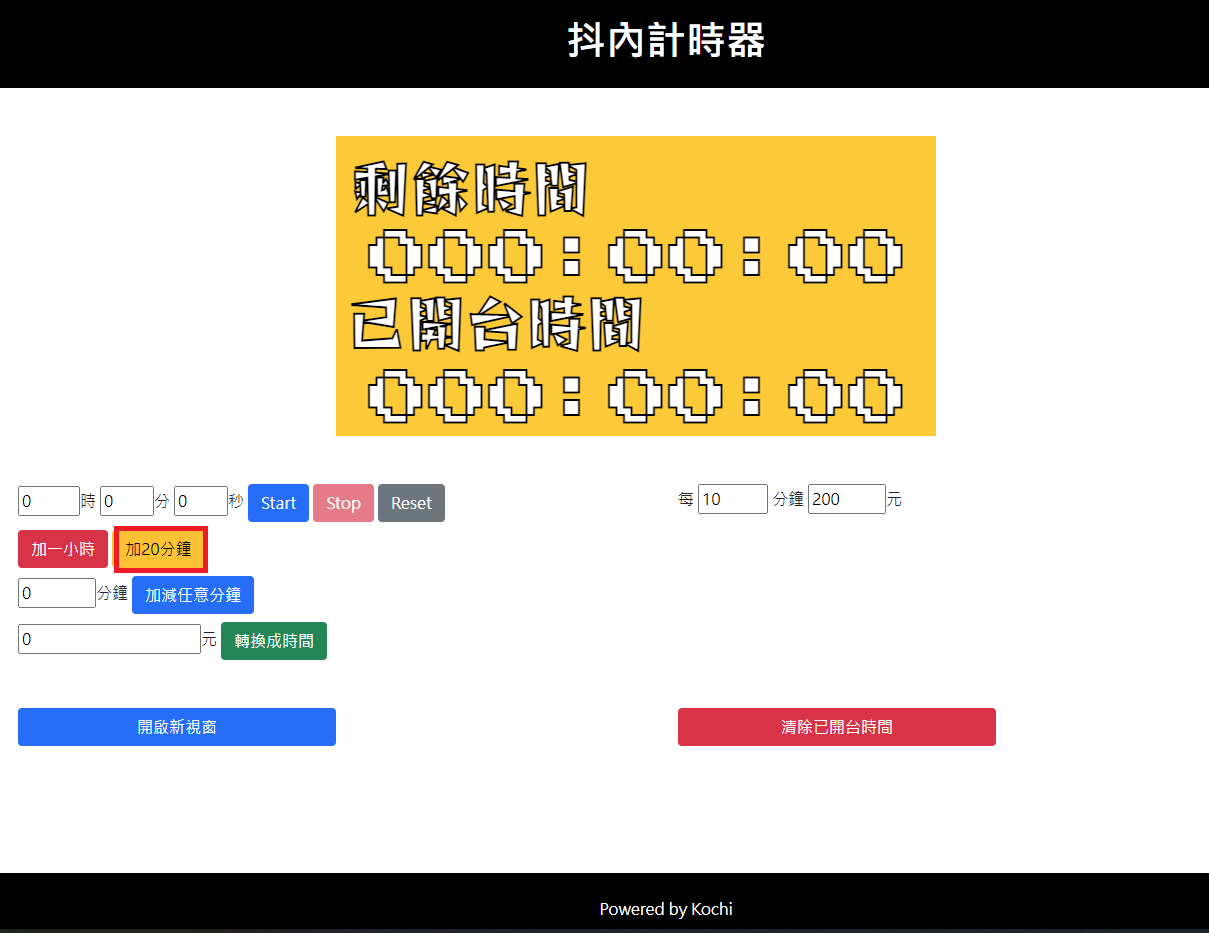 抖內計時器
剩餘時間
000:00:00
已開台時間
000:00:00
0 時 0 分 0 秒 Start Stop Reset
每 10 分鐘 200 元
加一小時 加20分鐘
0 分鐘 加減任意分鐘
0 元 轉換成時間
開啟新視窗
清除已開台時間
Powered by Kochi